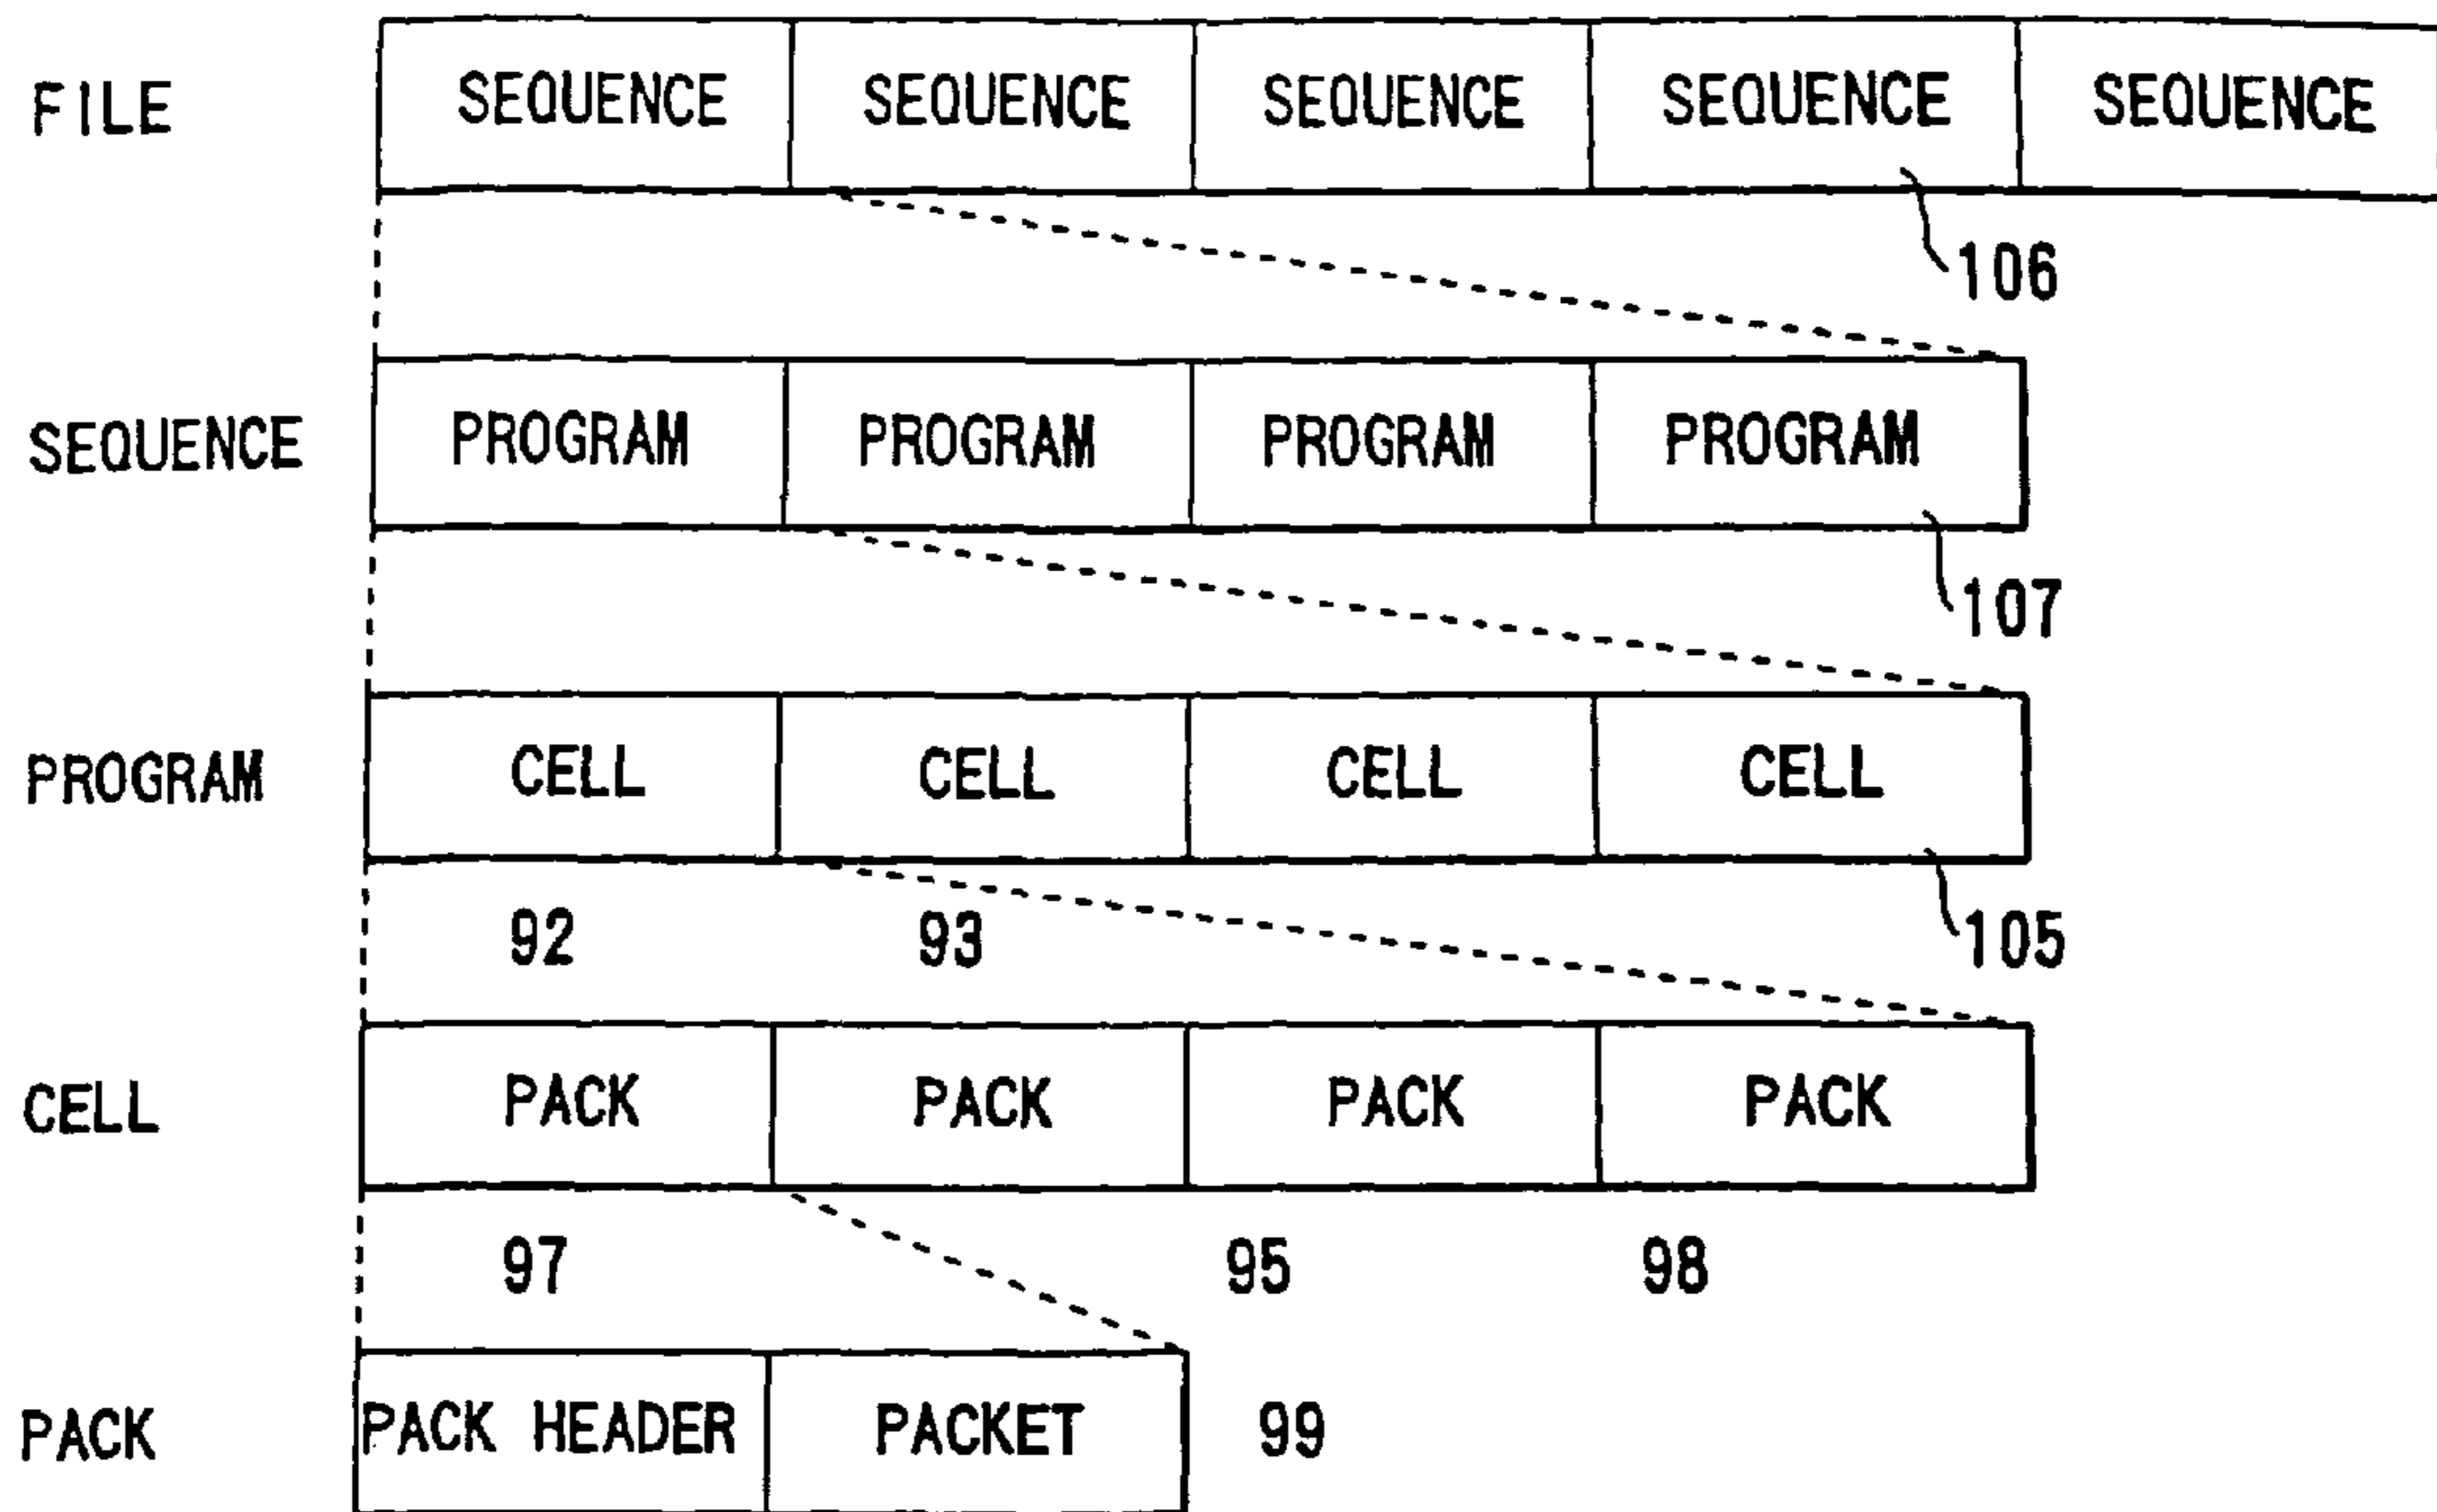 FILE SEQUENCE SEQUENCE SEQUENCE SEQUENCE SEQUENCE
106
SEQUENCE PROGRAM PROGRAM PROGRAM PROGRAM
107
PROGRAM CELL CELL CELL CELL
92 93 105
CELL PACK PACK PACK PACK
97 95 98
PACK PACK HEADER PACKET 99